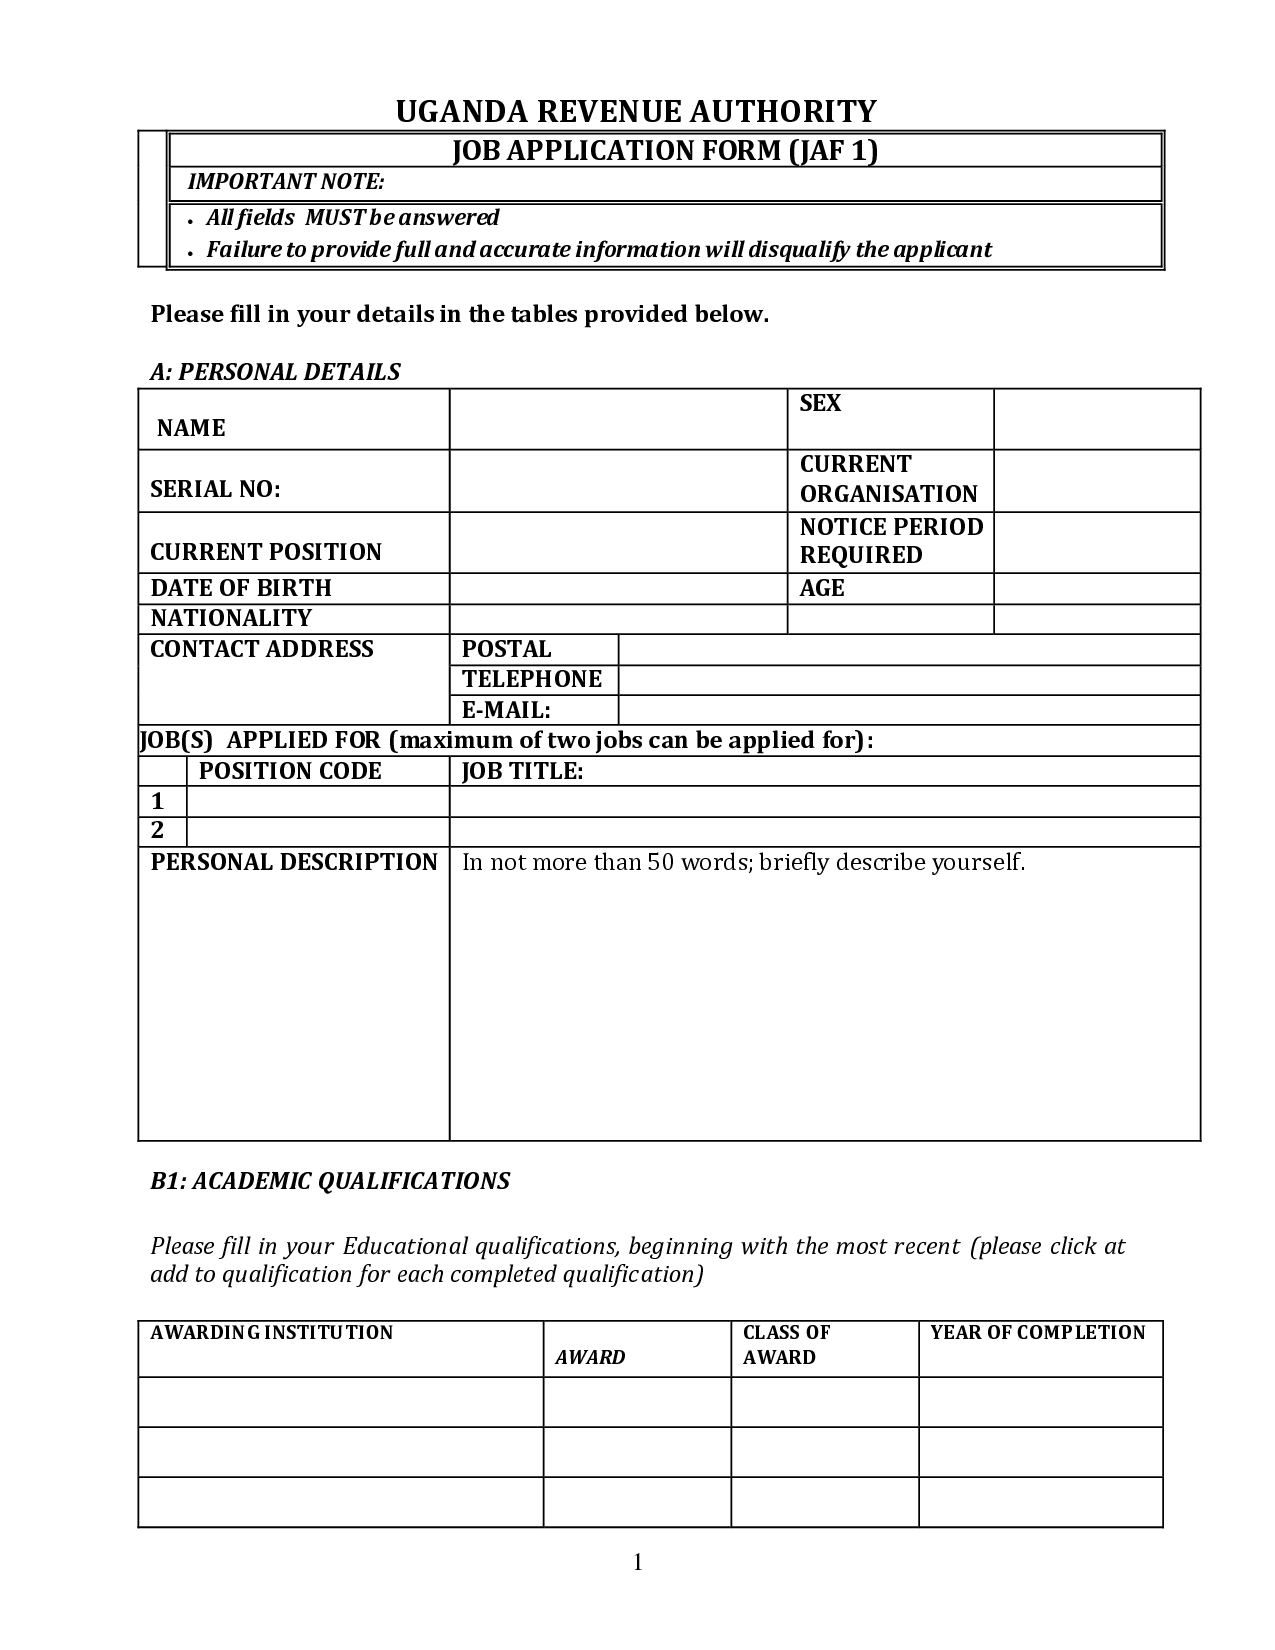 UGANDA REVENUE AUTHORITY
JOB APPLICATION FORM (JAF 1)
IMPORTANT NOTE:
• All fields MUST be answered
• Failure to provide full and accurate information will disqualify the applicant
Please fill in your details in the tables provided below.
A: PERSONAL DETAILS
NAME SEX
SERIAL NO: CURRENT
ORGANISATION
CURRENT POSITION NOTICE PERIOD
REQUIRED
DATE OF BIRTH AGE
NATIONALITY
CONTACT ADDRESS POSTAL
TELEPHONE
E-MAIL:
JOB(S) APPLIED FOR (maximum of two jobs can be applied for):
POSITION CODE JOB TITLE:
1
2
PERSONAL DESCRIPTION In not more than 50 words; briefly describe yourself.
B1: ACADEMIC QUALIFICATIONS
Please fill in your Educational qualifications, beginning with the most recent (please click at
add to qualification for each completed qualification)
AWARDING INSTITUTION AWARD CLASS OF
AWARD YEAR OF COMPLETION
1